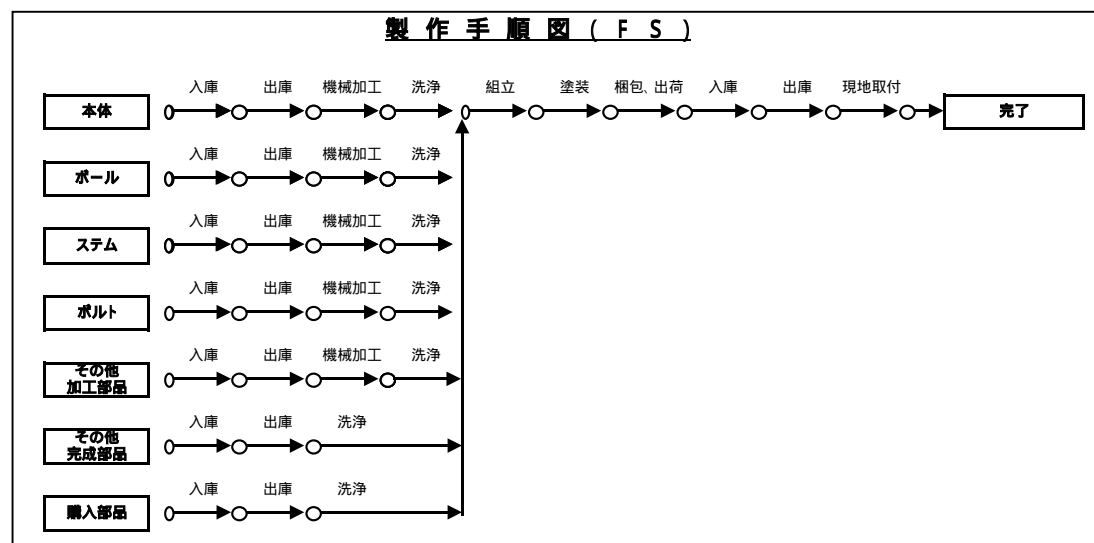 製作手順図(FS)
入庫 出庫 機械加工 洗浄 組立 塗装 梱包、出荷 入庫 出庫 現地取付
本体 完了
入庫 出庫 機械加工 洗浄
ボール
入庫 出庫 機械加工 洗浄
ステム
入庫 出庫 機械加工 洗浄
ボルト
入庫 出庫 機械加工 洗浄
その他
加工部品
入庫 出庫 洗浄
その他
完成部品
入庫 出庫 洗浄
購入部品